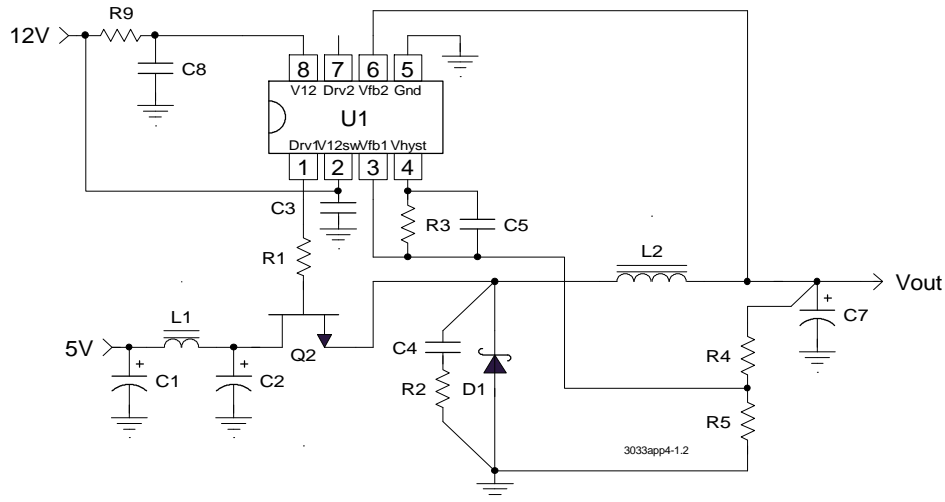 R9
12V
C8
8 7 6 5
V12 Drv2 Vfb2 Gnd
U1
Drv1 V12sw Vfb1 Vhyst
1 2 3 4
C3
R3
C5
R1
L2
Vout
L1
+
C7
5V
Q2
C4
R4
+
C1
+
C2
R2
D1
R5
3033app4-1.2